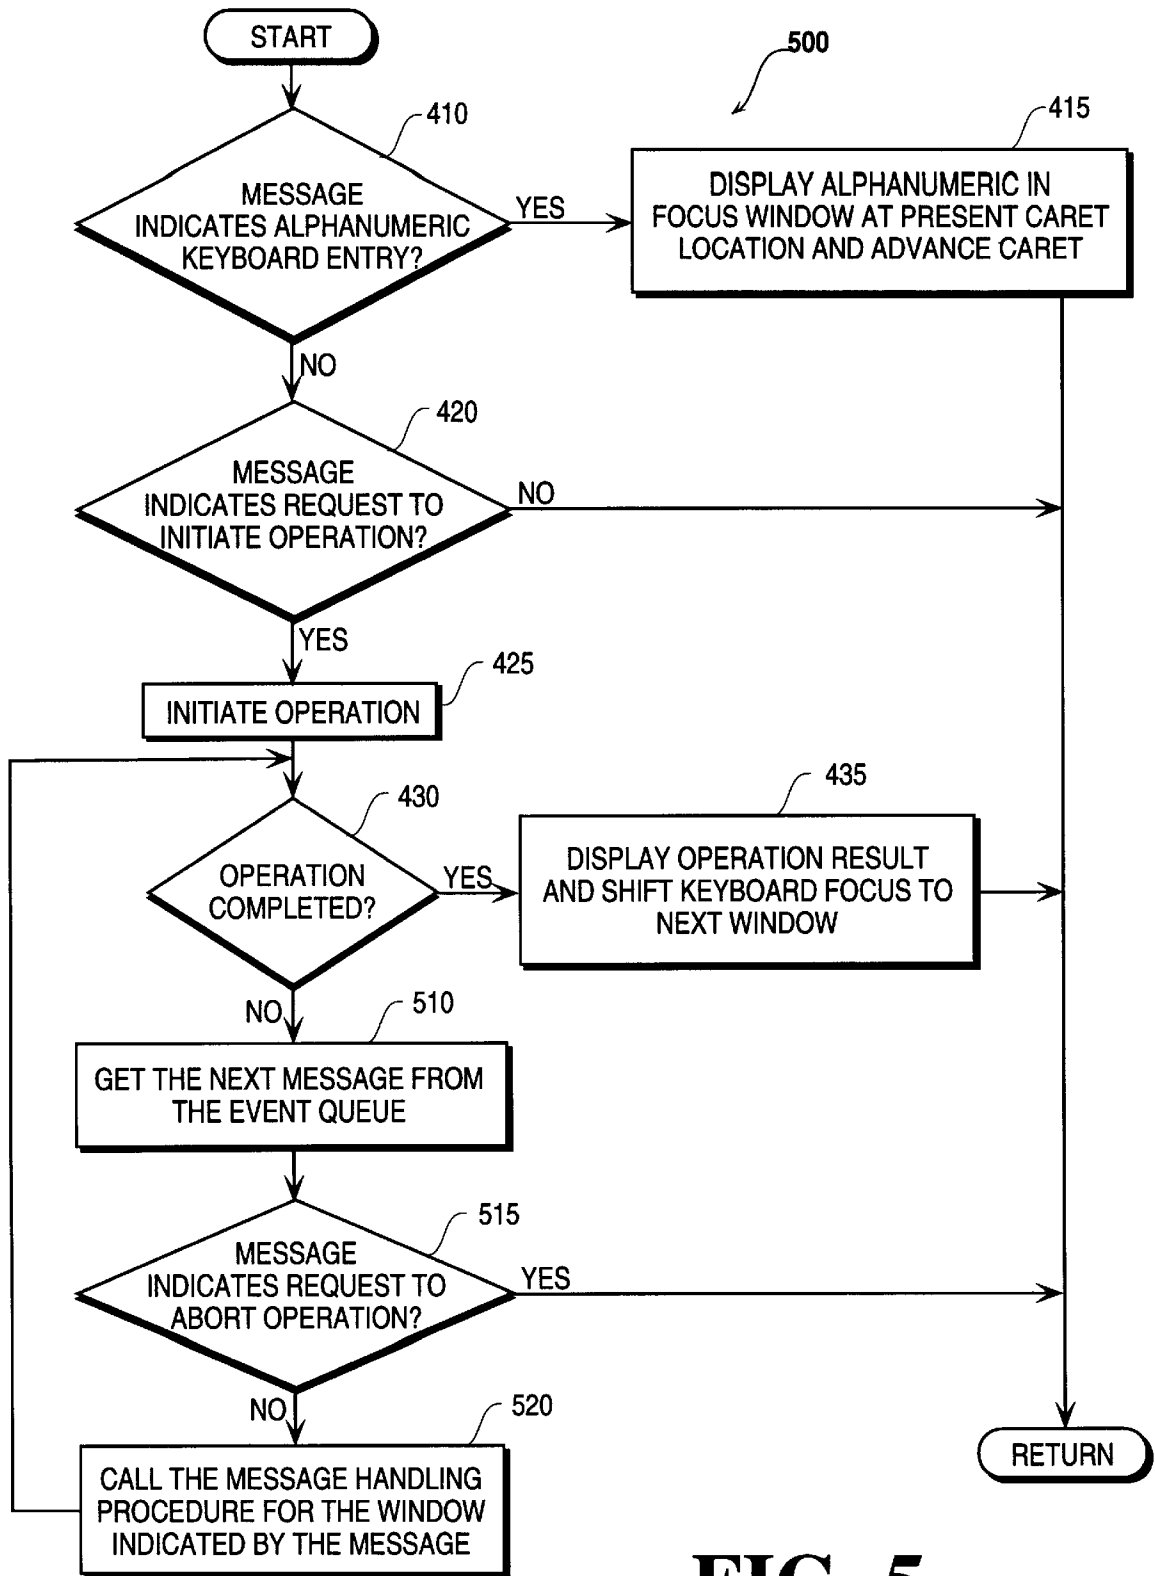 START
500
410
MESSAGE
INDICATES ALPHANUMERIC
KEYBOARD ENTRY?
YES
415
DISPLAY ALPHANUMERIC IN
FOCUS WINDOW AT PRESENT CARET
LOCATION AND ADVANCE CARET
NO
420
MESSAGE
INDICATES REQUEST TO
INITIATE OPERATION?
NO
YES
425
INITIATE OPERATION
430
OPERATION
COMPLETED?
YES
435
DISPLAY OPERATION RESULT
AND SHIFT KEYBOARD FOCUS TO
NEXT WINDOW
NO
510
GET THE NEXT MESSAGE FROM
THE EVENT QUEUE
515
MESSAGE
INDICATES REQUEST TO
ABORT OPERATION?
YES
NO
520
CALL THE MESSAGE HANDLING
PROCEDURE FOR THE WINDOW
INDICATED BY THE MESSAGE
RETURN
FIG. 5